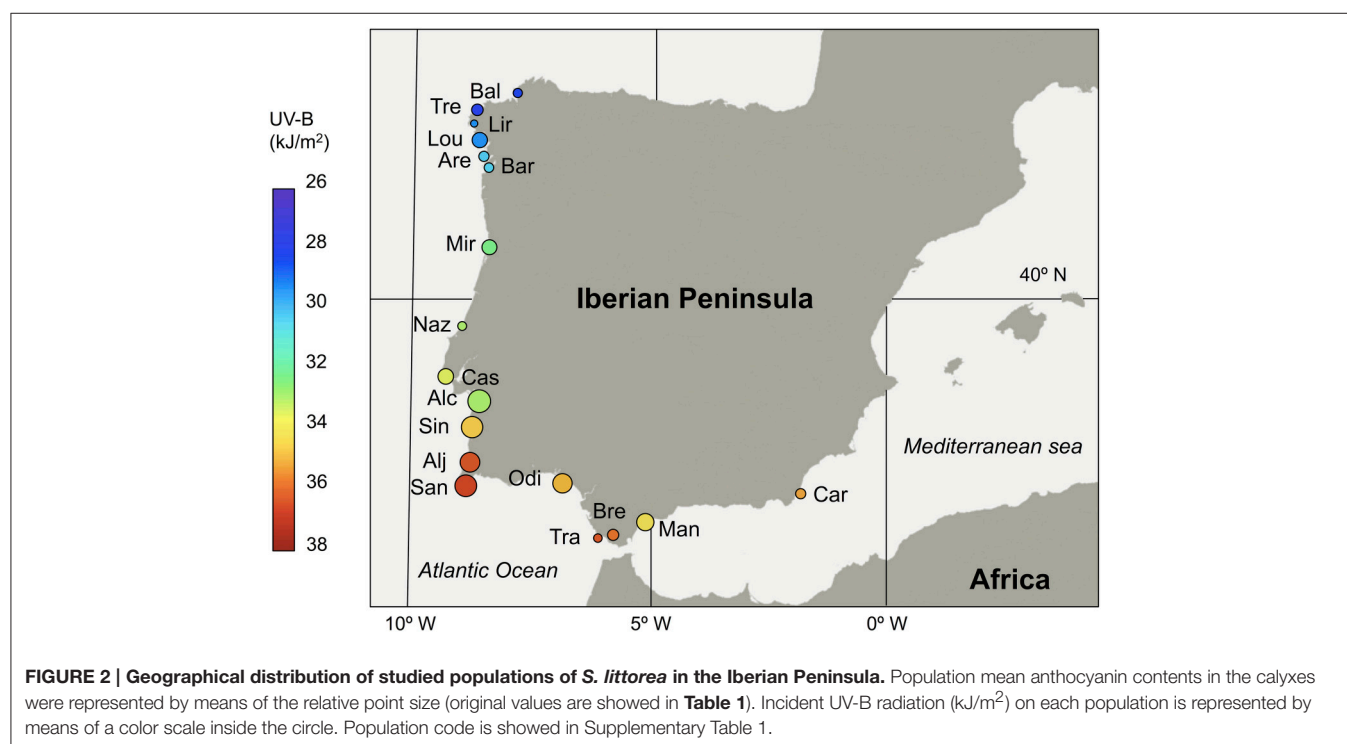 Bal
Tre
Lir
UV-B
(kJ/m²)
Lou
Are
Bar
26
28
30
32
34
36
38
Mir
40º N
Iberian Peninsula
Naz
Cas
Alc
Sin
Mediterranean sea
Alj
San
Odi
Car
Bre
Tra
Man
Atlantic Ocean
Africa
10º W
5º W
0º W
FIGURE 2 | Geographical distribution of studied populations of S. littorea in the Iberian Peninsula. Population mean anthocyanin contents in the calyxes
were represented by means of the relative point size (original values are showed in Table 1). Incident UV-B radiation (kJ/m²) on each population is represented by
means of a color scale inside the circle. Population code is showed in Supplementary Table 1.